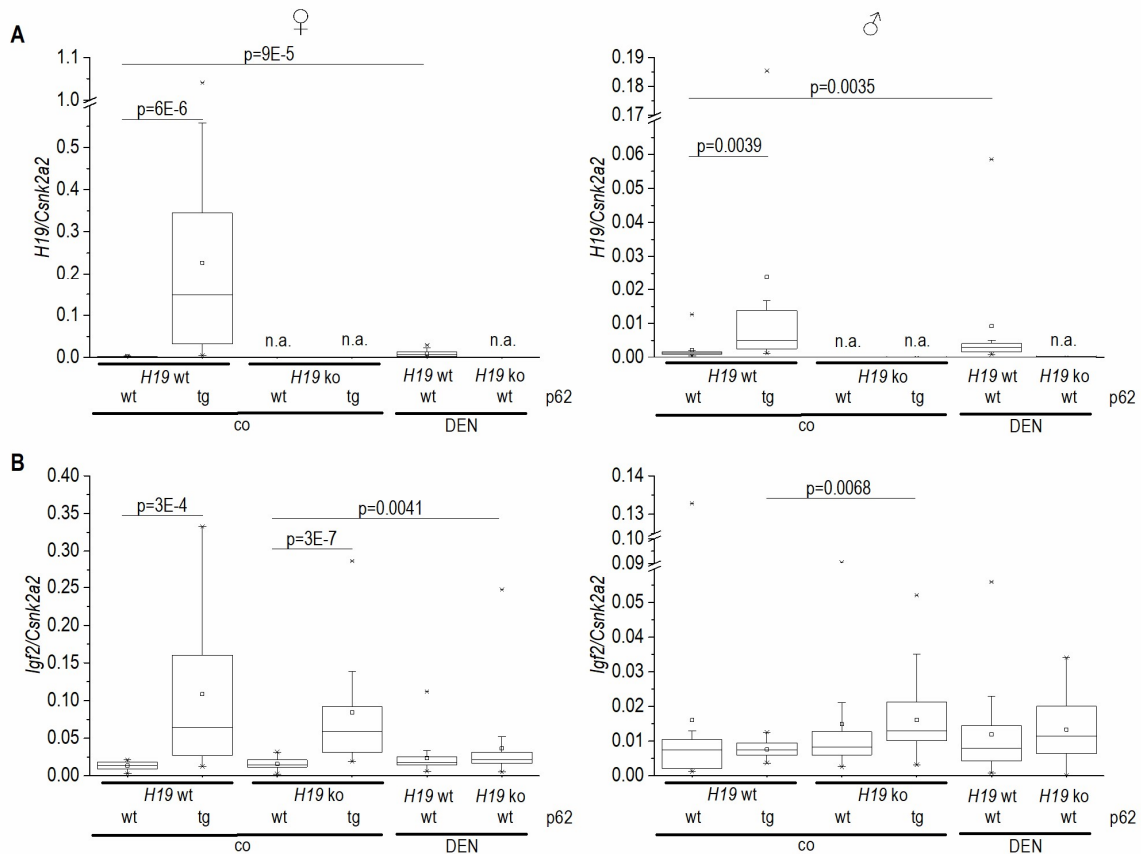 ♀ ♂
A
1.1
1.0
0.5
0.4
0.3
0.2
0.1
0.0
H19/Csnk2a2
p=9E-5
p=6E-6
n.a. n.a. n.a.
H19 wt H19 ko H19 wt H19 ko
wt tg wt tg wt wt p62
co DEN
0.19
0.18
0.17
0.06
0.05
0.04
0.03
0.02
0.01
0.00
H19/Csnk2a2
p=0.0035
p=0.0039
n.a. n.a. n.a.
H19 wt H19 ko H19 wt H19 ko
wt tg wt tg wt wt p62
co DEN
B
0.40
0.35
0.30
0.25
0.20
0.15
0.10
0.05
0.00
Igf2/Csnk2a2
p=3E-4
p=0.0041
p=3E-7
H19 wt H19 ko H19 wt H19 ko
wt tg wt tg wt wt p62
co DEN
0.14
0.13
0.10
0.09
0.05
0.04
0.03
0.02
0.01
0.00
Igf2/Csnk2a2
p=0.0068
H19 wt H19 ko H19 wt H19 ko
wt tg wt tg wt wt p62
co DEN